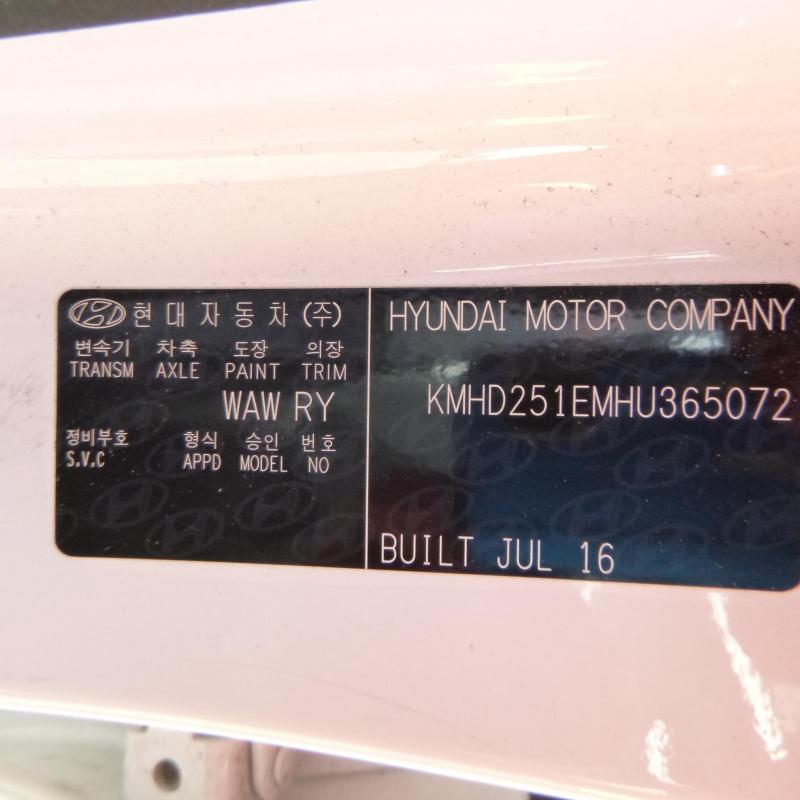 현대자동차(주)
변속기 차축 도장 의장
TRANSM AXLE PAINT TRIM
WAW RY
정비부호 형식 승인 번호
S.V.C APPD MODEL NO
HYUNDAI MOTOR COMPANY
KMHD251EMHU365072
BUILT JUL 16